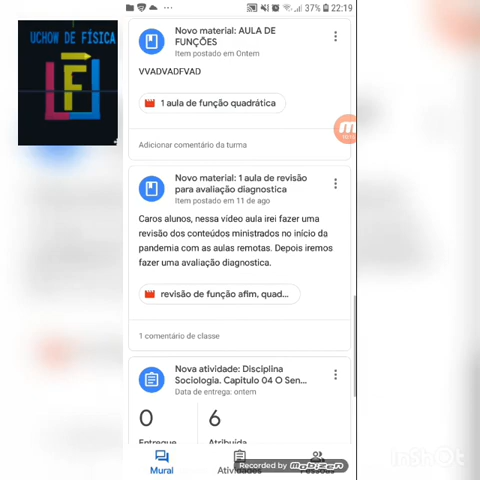 UCHOW DE FÍSICA
F
37% 22:19
Novo material: AULA DE
FUNÇÕES
Item postado em Ontem
VVADVADFVAD
1 aula de função quadrática
Adicionar comentário da turma
Novo material: 1 aula de revisão
para avaliação diagnostica
Item postado em 11 de ago
Caros alunos, nessa vídeo aula irei fazer uma
revisão dos conteúdos ministrados no início da
pandemia com as aulas remotas. Depois iremos
fazer uma avaliação diagnostica.
revisão de função afim, quad...
1 comentário de classe
Nova atividade: Disciplina
Sociologia. Capitulo 04 O Sen...
Data de entrega: ontem
0 6
Entregue Atribuída
Mural Atividades
Recorded by MOBIZEN
InShOt